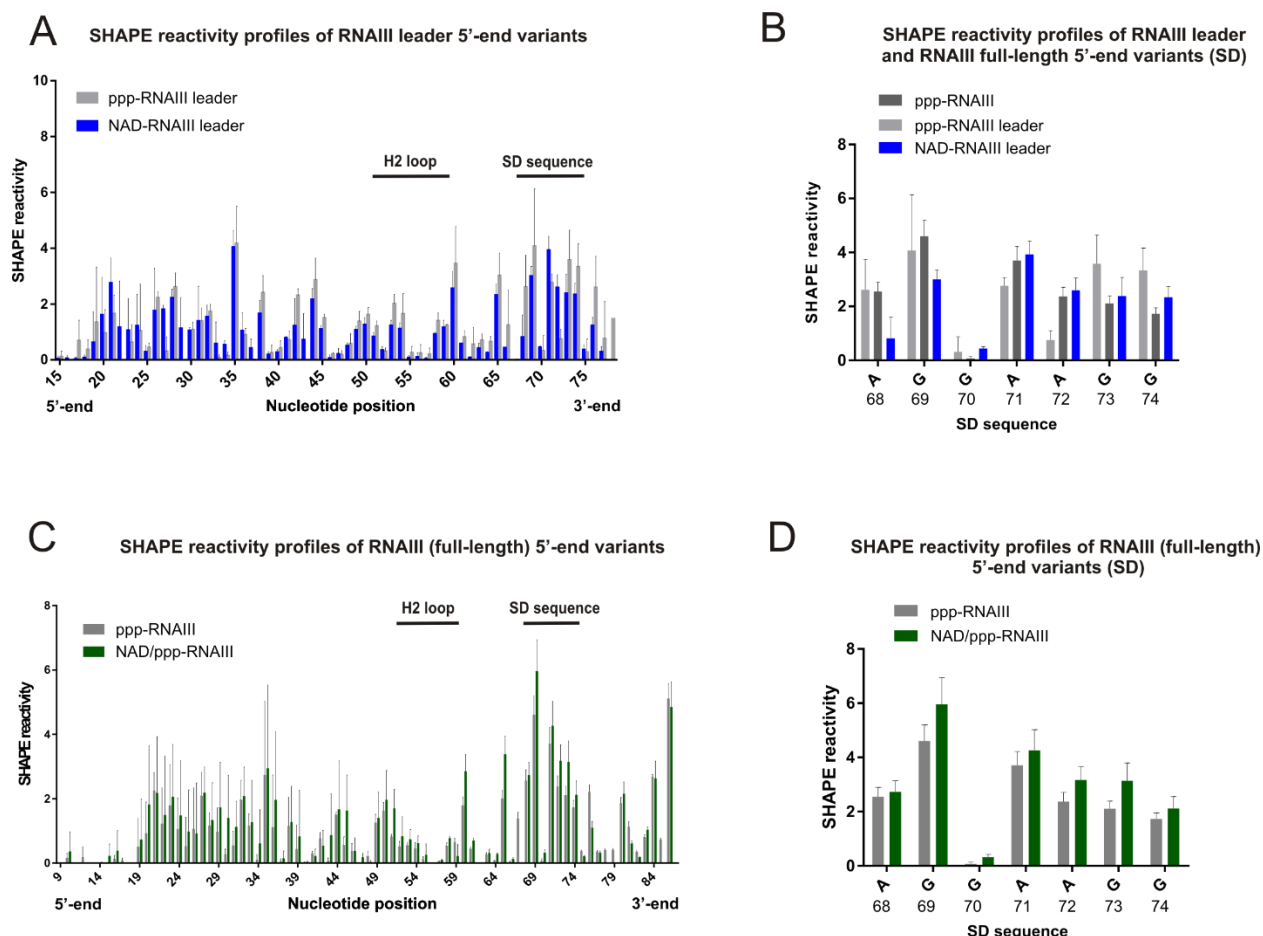 A
SHAPE reactivity profiles of RNAIII leader 5'-end variants
10
8
6
4
2
0
SHAPE reactivity
ppp-RNAIII leader
NAD-RNAIII leader
H2 loop
SD sequence
15
20
25
30
35
40
45
50
55
60
65
70
75
5'-end
Nucleotide position
3'-end
B
SHAPE reactivity profiles of RNAIII leader
and RNAIII full-length 5'-end variants (SD)
ppp-RNAIII
ppp-RNAIII leader
NAD-RNAIII leader
8
6
4
2
0
SHAPE reactivity
A G G A A G G
68 69 70 71 72 73 74
SD sequence
C
SHAPE reactivity profiles of RNAIII (full-length) 5'-end variants
8
6
4
2
0
SHAPE reactivity
ppp-RNAIII
NAD/ppp-RNAIII
H2 loop
SD sequence
9
14
19
24
29
34
39
44
49
54
59
64
69
74
79
84
5'-end
Nucleotide position
3'-end
D
SHAPE reactivity profiles of RNAIII (full-length)
5'-end variants (SD)
ppp-RNAIII
NAD/ppp-RNAIII
8
6
4
2
0
SHAPE reactivity
A G G A A G G
68 69 70 71 72 73 74
SD sequence